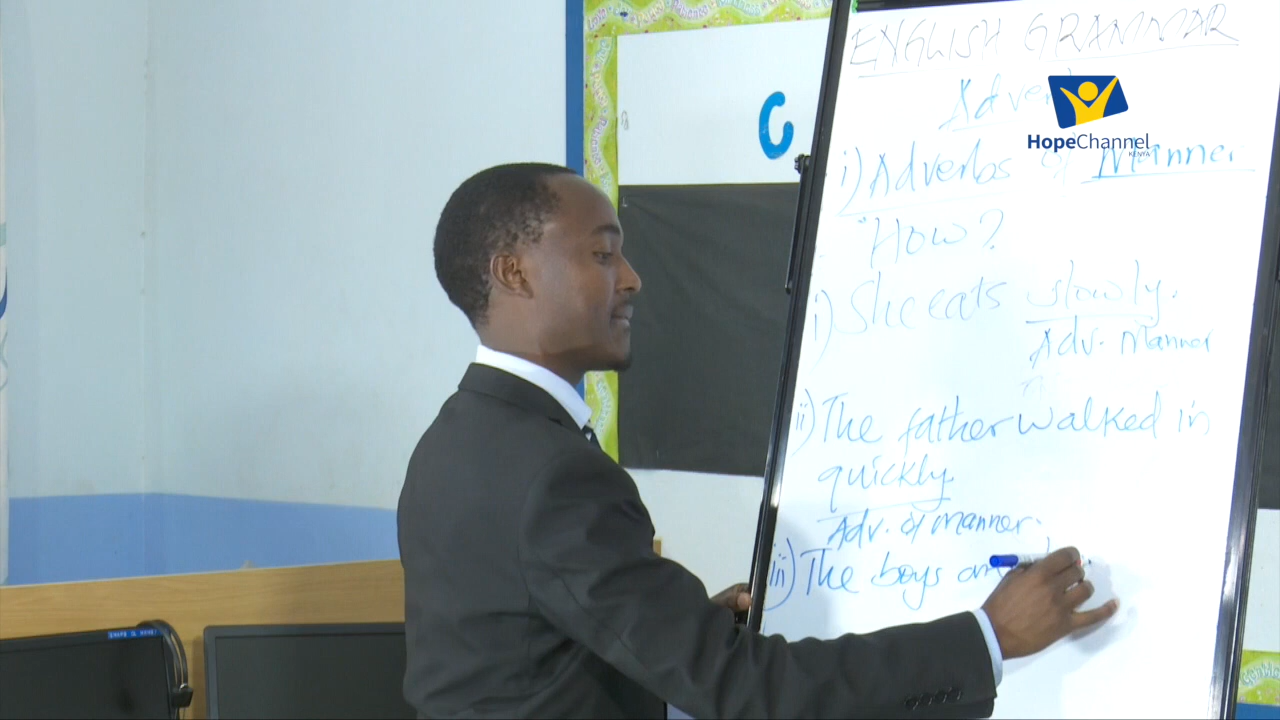 ENGLISH GRAMMAR
HopeChannel
KENYA
i) Adverbs of Manner
How?
i) She eats slowly.
Adv. Manner
ii) The father walked in
quickly.
Adv. of manner.
iii) The boys
C